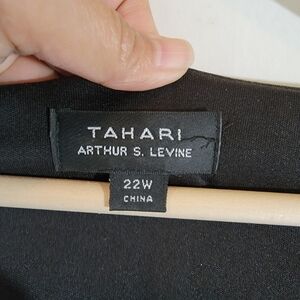 TAHARI
ARTHUR S. LEVINE
22W
CHINA